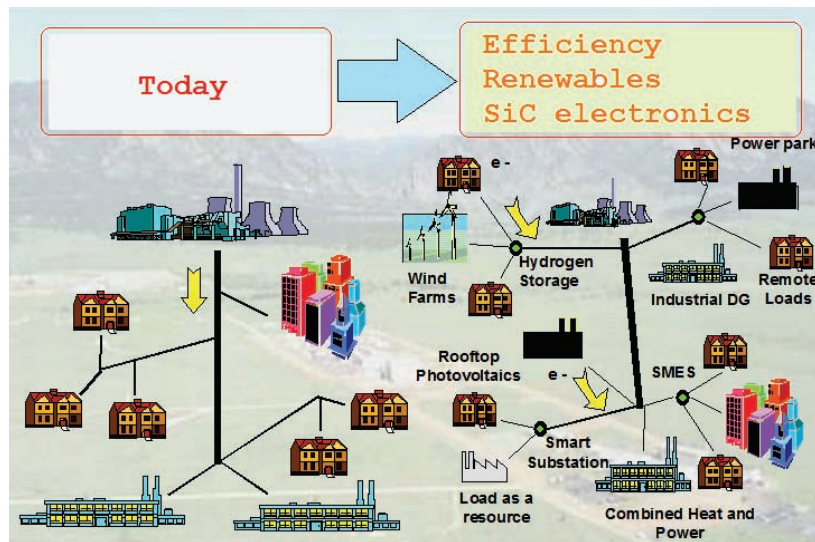 Today
Efficiency
Renewables
SiC electronics
e -
Power park
Wind
Farms
Hydrogen
Storage
Industrial DG
Remote
Loads
Rooftop
Photovoltaics
e -
SMES
Smart
Substation
Load as a
resource
Combined Heat and
Power